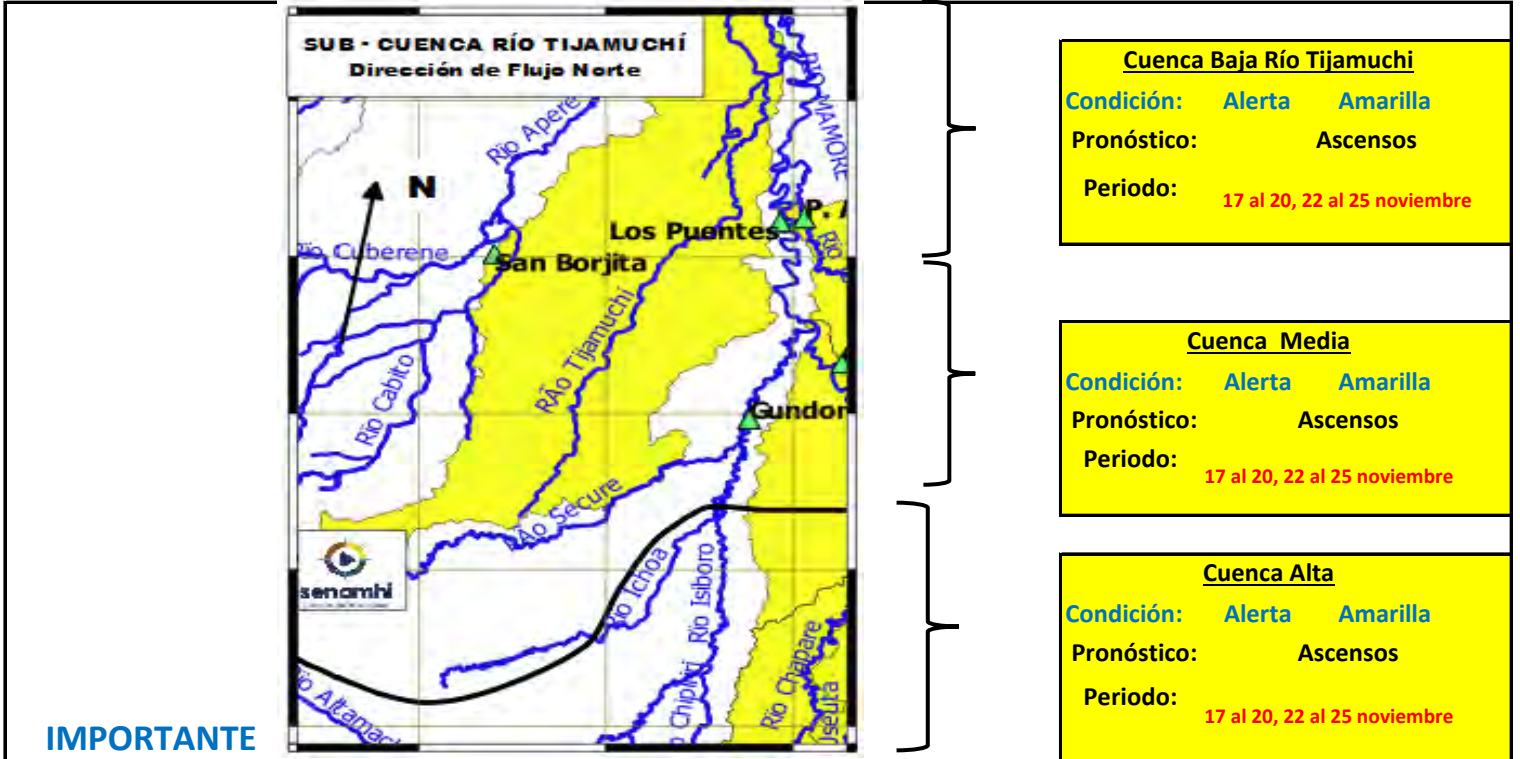 SUB - CUENCA RÍO TIJAMUCHÍ
Dirección de Flujo Norte
Río Apere
RIO MAMORE
N
Los Puentes
P. A
Río
Río Cuberene
San Borjita
RÃo Tijamuchi
Río Cabito
Gundor
RÃo Sécure
senamhi
Río Ichoa
Río Isiboro
Chipiriri
Río Chapare
IMPORTANTE
Cuenca Baja Río Tijamuchi
Condición: Alerta Amarilla
Pronóstico: Ascensos
Periodo: 17 al 20, 22 al 25 noviembre
Cuenca Media
Condición: Alerta Amarilla
Pronóstico: Ascensos
Periodo: 17 al 20, 22 al 25 noviembre
Cuenca Alta
Condición: Alerta Amarilla
Pronóstico: Ascensos
Periodo: 17 al 20, 22 al 25 noviembre